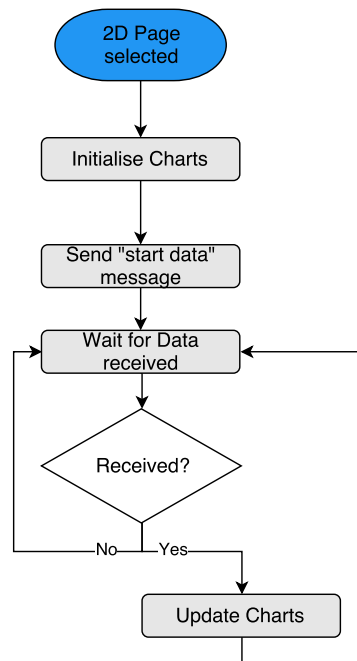 2D Page
selected
Initialise Charts
Send "start data"
message
Wait for Data
received
Received?
No
Yes
Update Charts